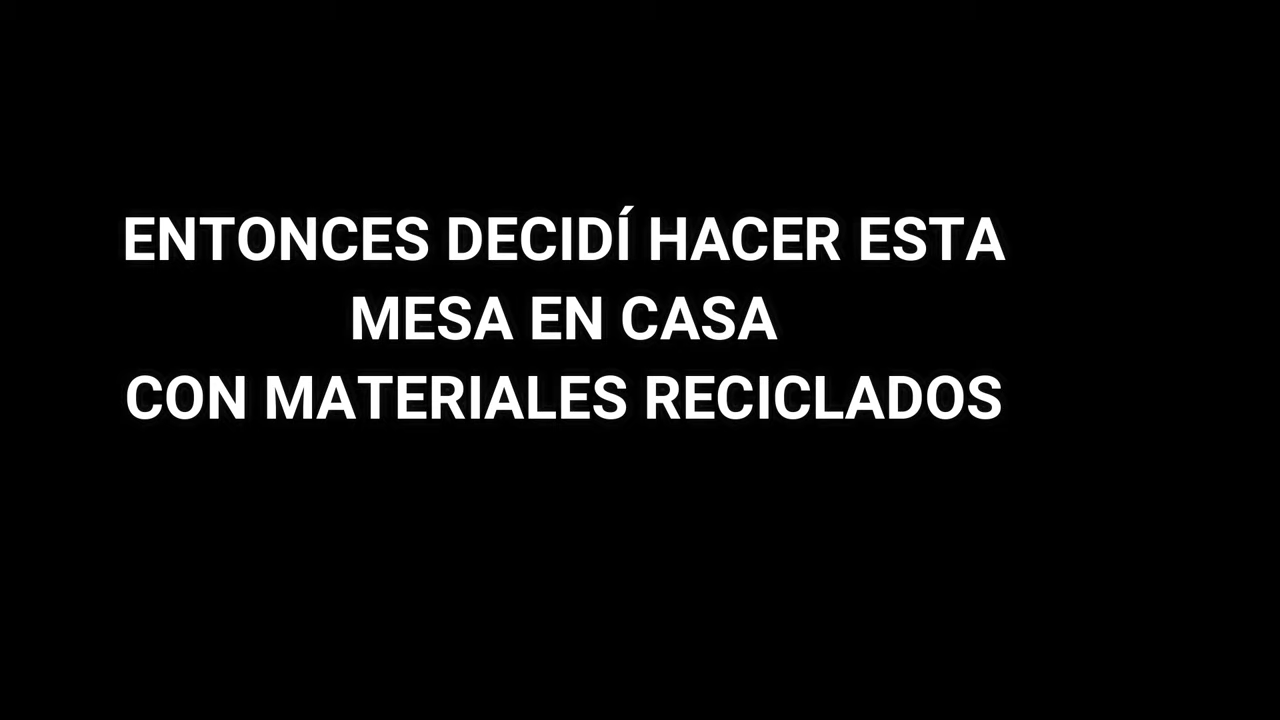 ENTONCES DECIDÍ HACER ESTA
MESA EN CASA
CON MATERIALES RECICLADOS